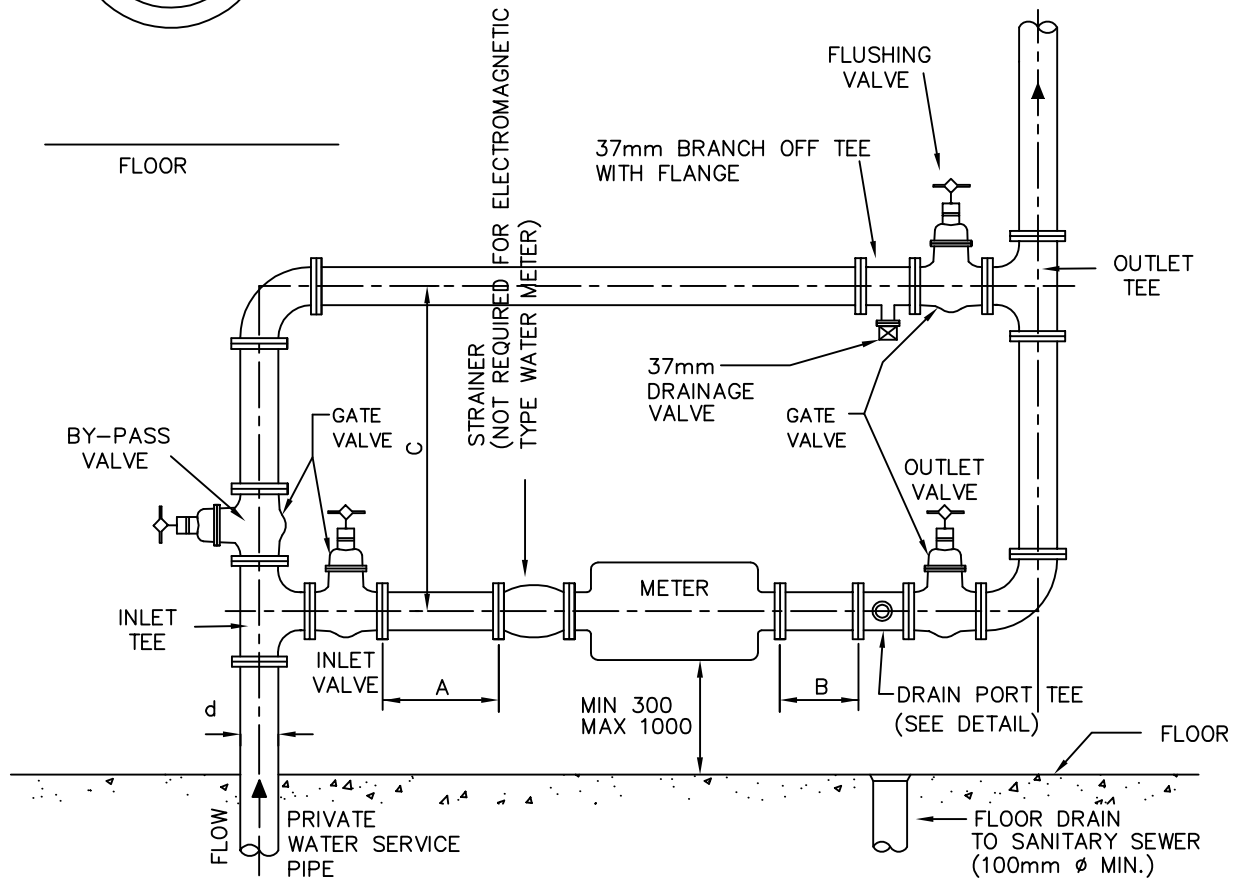 FLOOR
STRAINER
(NOT REQUIRED FOR ELECTROMAGNETIC
TYPE WATER METER)
FLUSHING
VALVE
37mm BRANCH OFF TEE
WITH FLANGE
OUTLET
TEE
37mm
DRAINAGE
VALVE
GATE
VALVE
GATE
VALVE
C
BY-PASS
VALVE
OUTLET
VALVE
METER
INLET
TEE
INLET
VALVE
A
B
d
MIN 300
MAX 1000
DRAIN PORT TEE
(SEE DETAIL)
FLOOR
FLOW
PRIVATE
WATER SERVICE
PIPE
FLOOR DRAIN
TO SANITARY SEWER
(100mm ø MIN.)